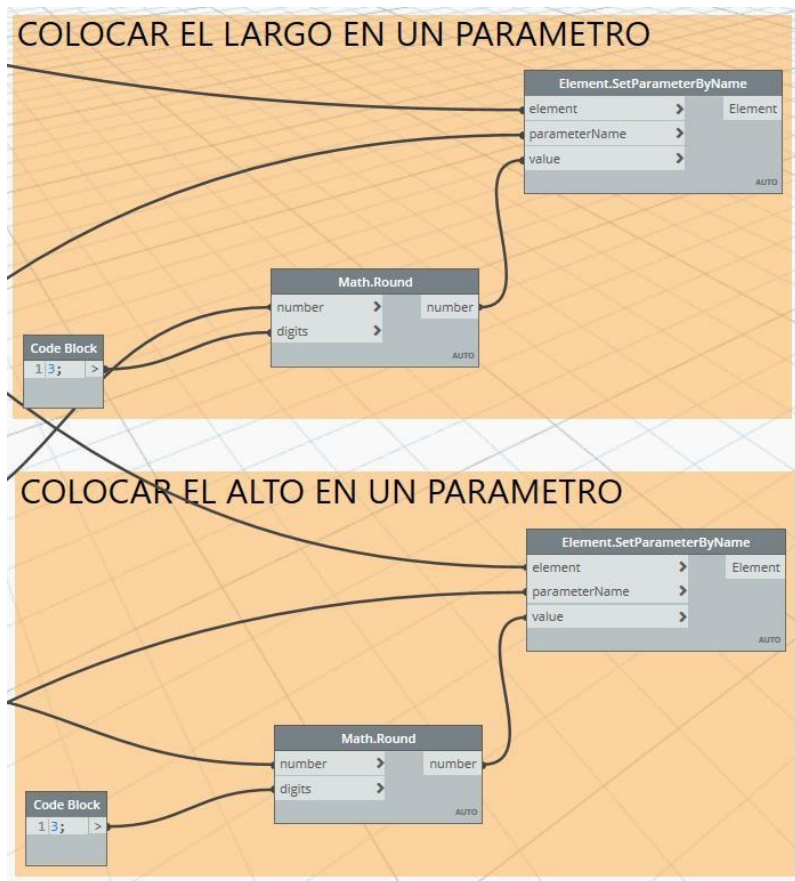 COLOCAR EL LARGO EN UN PARAMETRO
Element.SetParameterByName
element > Element
parameterName >
value >
AUTO
Math.Round
number > number
digits >
AUTO
Code Block
1 3; >
COLOCAR EL ALTO EN UN PARAMETRO
Element.SetParameterByName
element > Element
parameterName >
value >
AUTO
Math.Round
number > number
digits >
AUTO
Code Block
1 3; >